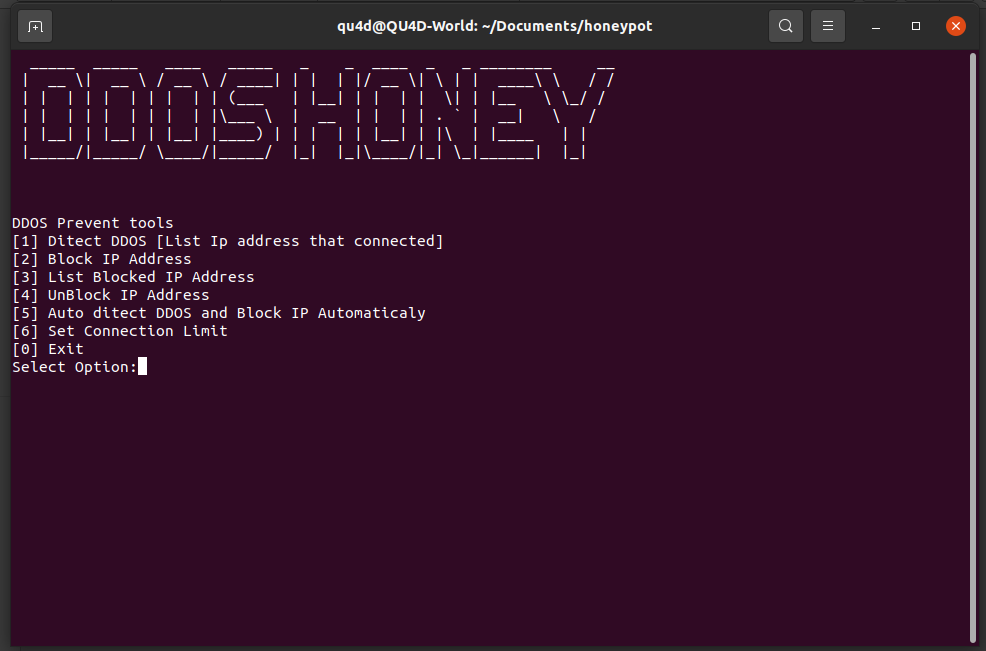 qu4d@QU4D-World: ~/Documents/honeypot
DDOS HONEY
DDOS Prevent tools
[1] Ditect DDOS [List Ip address that connected]
[2] Block IP Address
[3] List Blocked IP Address
[4] UnBlock IP Address
[5] Auto ditect DDOS and Block IP Automaticaly
[6] Set Connection Limit
[0] Exit
Select Option: